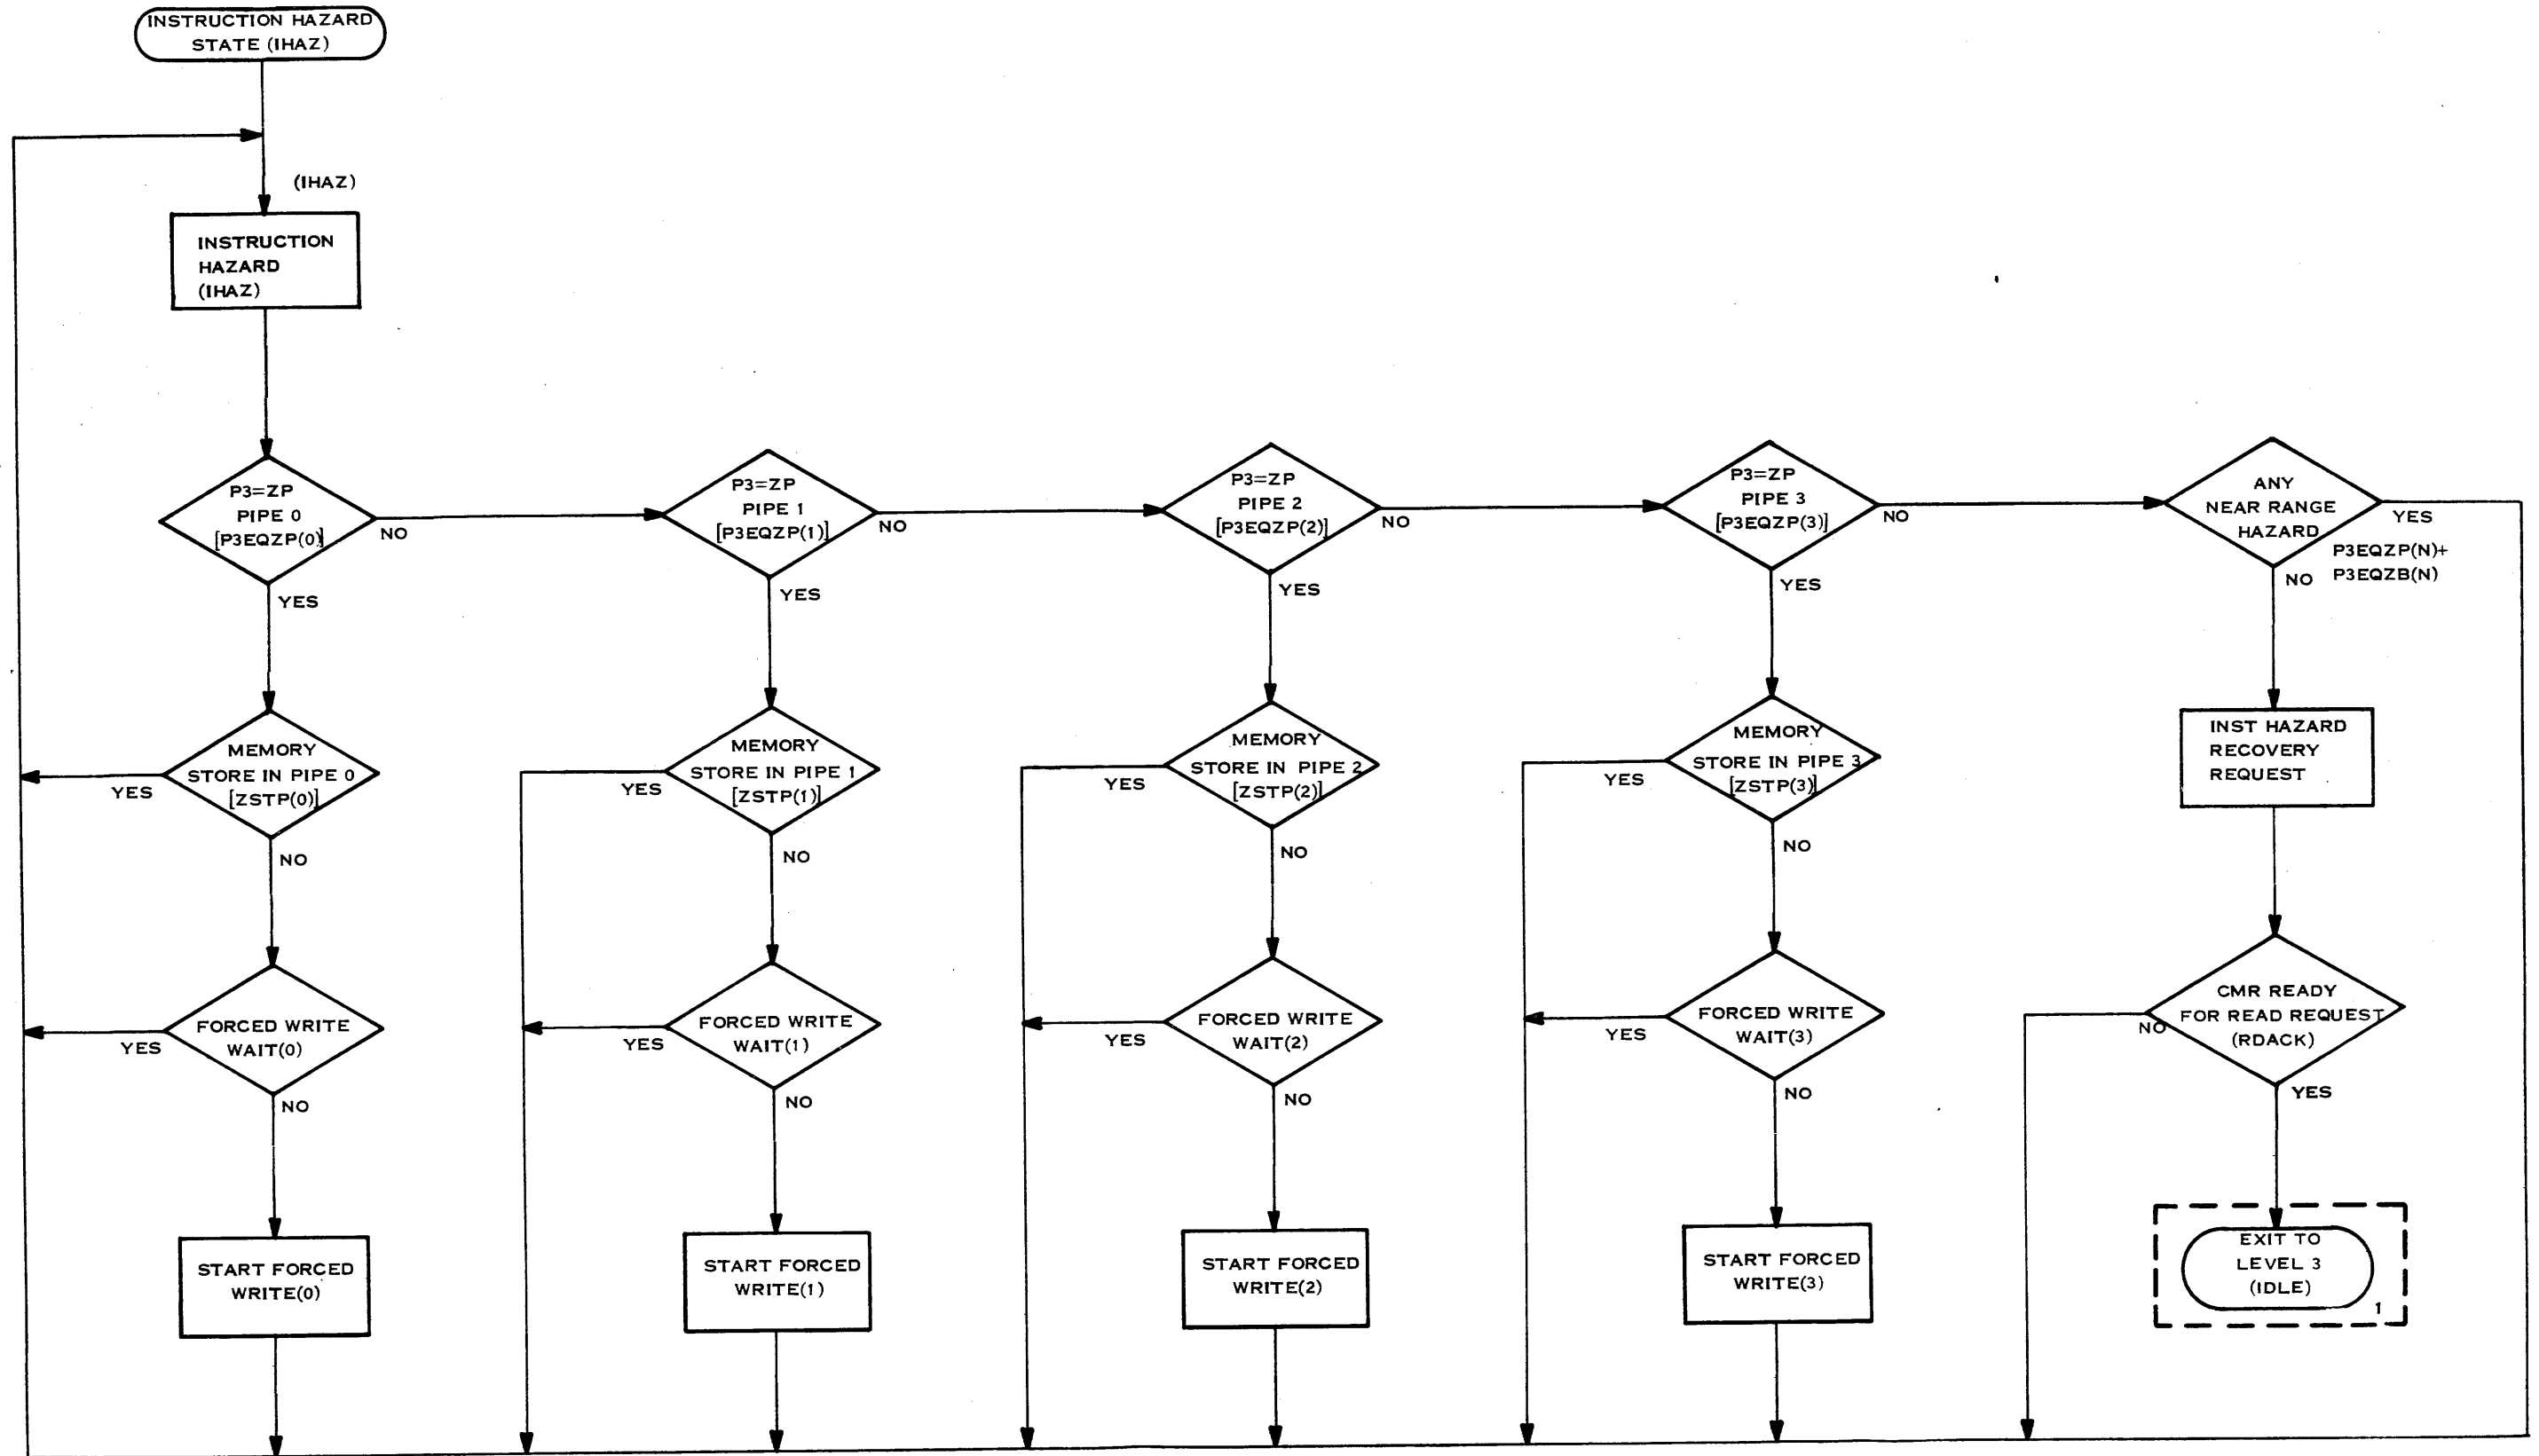 INSTRUCTION HAZARD
STATE (IHAZ)
(IHAZ)
INSTRUCTION
HAZARD
(IHAZ)
P3=ZP
PIPE 0
[P3EQZP(0)]
NO
YES
P3=ZP
PIPE 1
[P3EQZP(1)]
NO
YES
P3=ZP
PIPE 2
[P3EQZP(2)]
NO
YES
P3=ZP
PIPE 3
[P3EQZP(3)]
NO
YES
ANY
NEAR RANGE
HAZARD
YES
P3EQZP(N)+
P3EQZB(N)
NO
MEMORY
STORE IN PIPE 0
[ZSTP(0)]
YES
NO
MEMORY
STORE IN PIPE 1
[ZSTP(1)]
YES
NO
MEMORY
STORE IN PIPE 2
[ZSTP(2)]
YES
NO
MEMORY
STORE IN PIPE 3
[ZSTP(3)]
YES
NO
INST HAZARD
RECOVERY
REQUEST
FORCED WRITE
WAIT(0)
YES
NO
FORCED WRITE
WAIT(1)
YES
NO
FORCED WRITE
WAIT(2)
YES
NO
FORCED WRITE
WAIT(3)
YES
NO
CMR READY
FOR READ REQUEST
(RDACK)
NO
YES
START FORCED
WRITE(0)
START FORCED
WRITE(1)
START FORCED
WRITE(2)
START FORCED
WRITE(3)
EXIT TO
LEVEL 3
(IDLE)
1